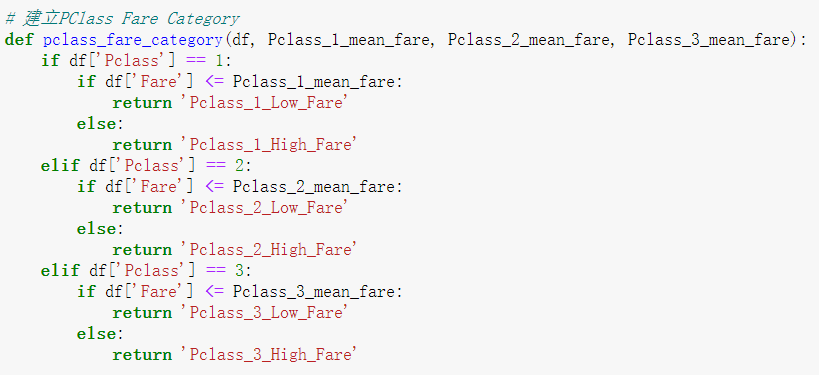 # 建立PClass Fare Category
def pclass_fare_category(df, Pclass_1_mean_fare, Pclass_2_mean_fare, Pclass_3_mean_fare):
    if df['Pclass'] == 1:
        if df['Fare'] <= Pclass_1_mean_fare:
            return 'Pclass_1_Low_Fare'
        else:
            return 'Pclass_1_High_Fare'
    elif df['Pclass'] == 2:
        if df['Fare'] <= Pclass_2_mean_fare:
            return 'Pclass_2_Low_Fare'
        else:
            return 'Pclass_2_High_Fare'
    elif df['Pclass'] == 3:
        if df['Fare'] <= Pclass_3_mean_fare:
            return 'Pclass_3_Low_Fare'
        else:
            return 'Pclass_3_High_Fare'